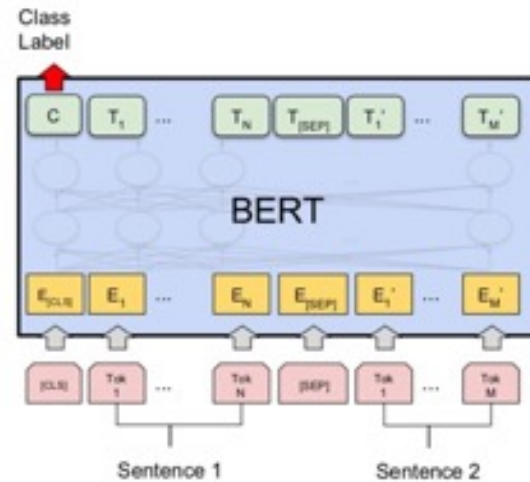 Class
Label
C T1 ... TN T[SEP] T1' ... TM'
BERT
E[CLS] E1 ... EN E[SEP] E1' ... EM'
[CLS] Tok 1 ... Tok N [SEP] Tok 1 ... Tok M
Sentence 1 Sentence 2